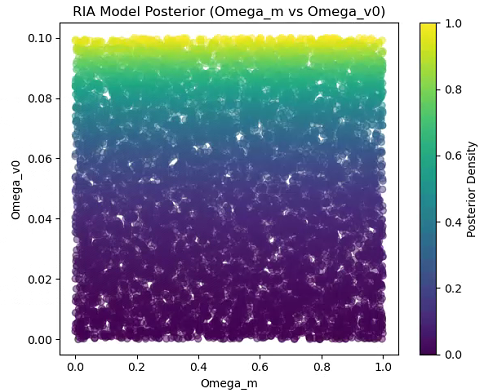 RIA Model Posterior (Omega_m vs Omega_v0)
0.10
0.08
0.06
0.04
0.02
0.00
Omega_v0
0.0 0.2 0.4 0.6 0.8 1.0
Omega_m
1.0
0.8
0.6
0.4
0.2
0.0
Posterior Density